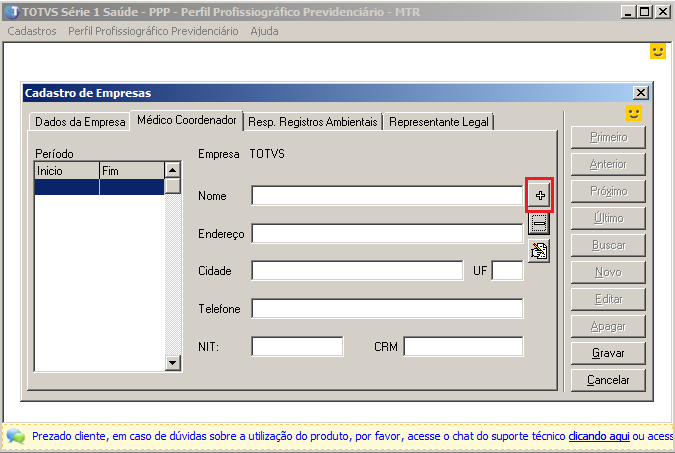 TOTVS Série 1 Saúde - PPP - Perfil Profissiográfico Previdenciário - MTR
Cadastros Perfil Profissiográfico Previdenciário Ajuda
Cadastro de Empresas
Dados da Empresa Médico Coordenador Resp. Registros Ambientais Representante Legal
Período
Inicio Fim
Empresa TOTVS
Nome
Endereço
Cidade UF
Telefone
NIT: CRM
Primeiro
Anterior
Próximo
Último
Buscar
Novo
Editar
Apagar
Gravar
Cancelar
Prezado cliente, em caso de dúvidas sobre a utilização do produto, por favor, acesse o chat do suporte técnico clicando aqui ou acess